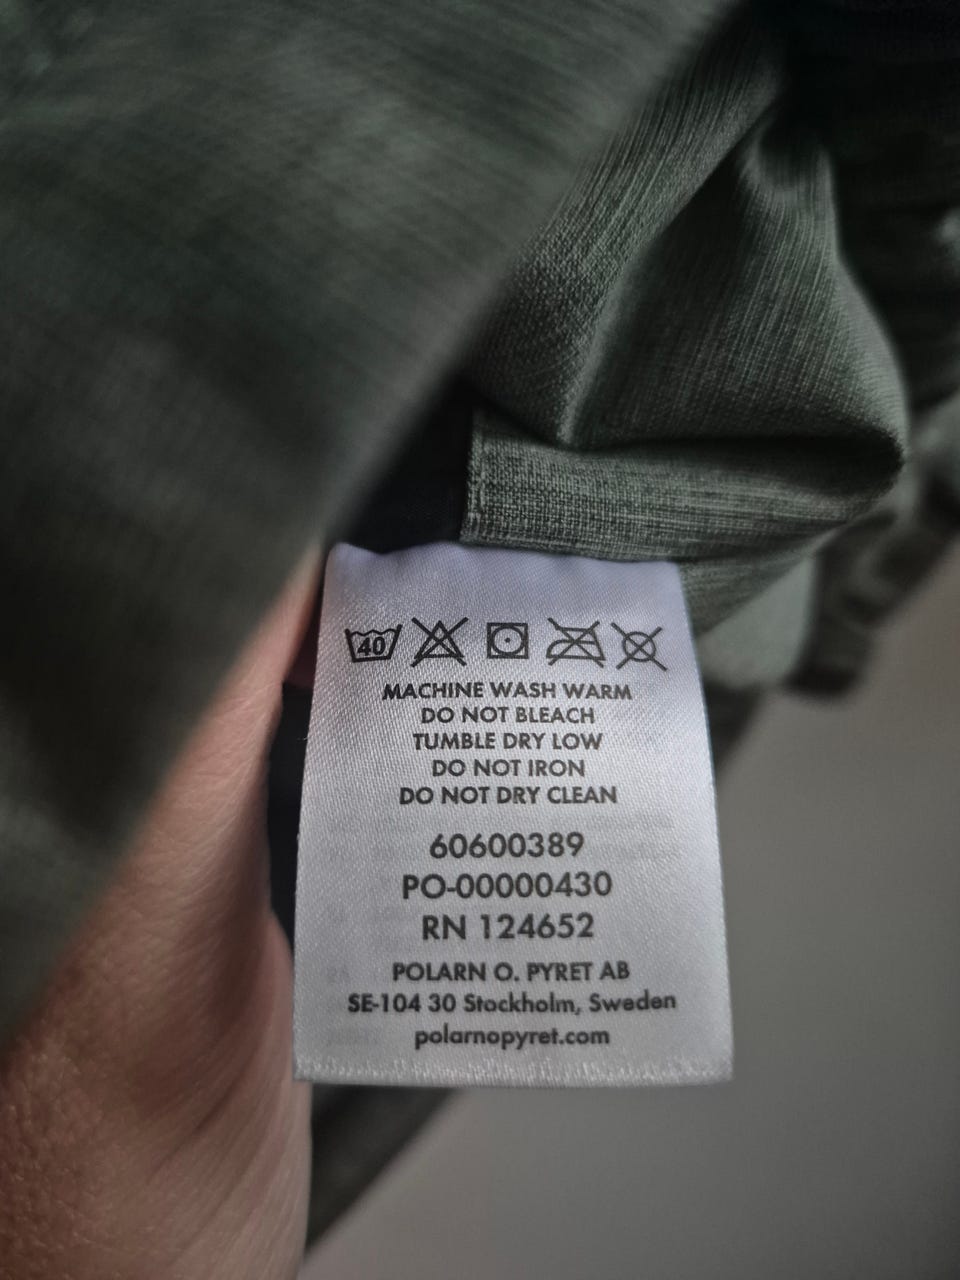 40
MACHINE WASH WARM
DO NOT BLEACH
TUMBLE DRY LOW
DO NOT IRON
DO NOT DRY CLEAN
60600389
PO-00000430
RN 124652
POLARN O. PYRET AB
SE-104 30 Stockholm, Sweden
polarnopyret.com